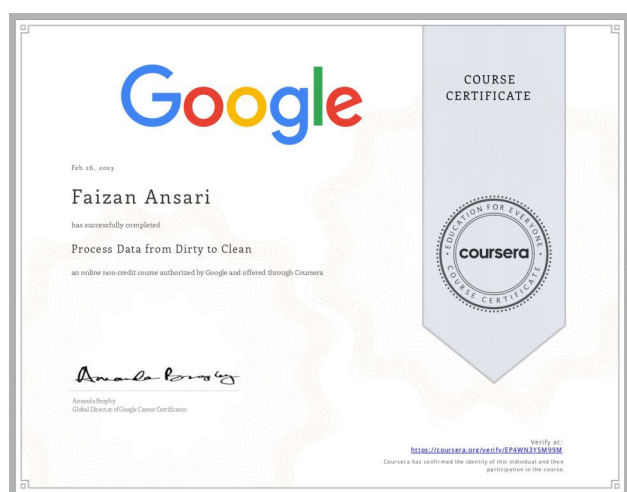 Google
COURSE
CERTIFICATE
Feb 26, 2023
Faizan Ansari
has successfully completed
Process Data from Dirty to Clean
an online non-credit course authorized by Google and offered through Coursera
EDUCATION FOR EVERYONE
coursera
COURSE CERTIFICATE
Amanda Brophy
Amanda Brophy
Global Director of Google Career Certificates
Verify at:
https://coursera.org/verify/EP4WN3Y5M99M
Coursera has confirmed the identity of this individual and their
participation in the course.